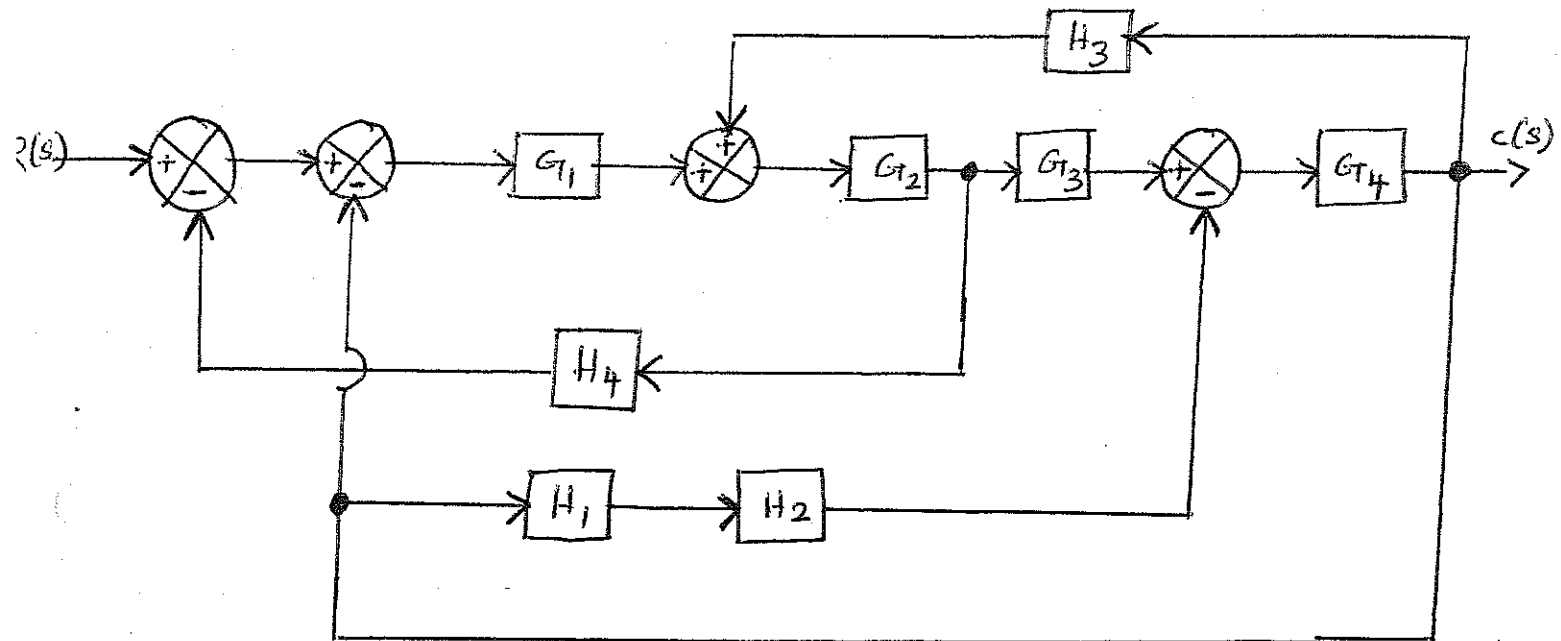 H3
(s)
+
−
+
-
G1
+
+
G2
G3
+
−
G4
c(s)
H4
H1
H2